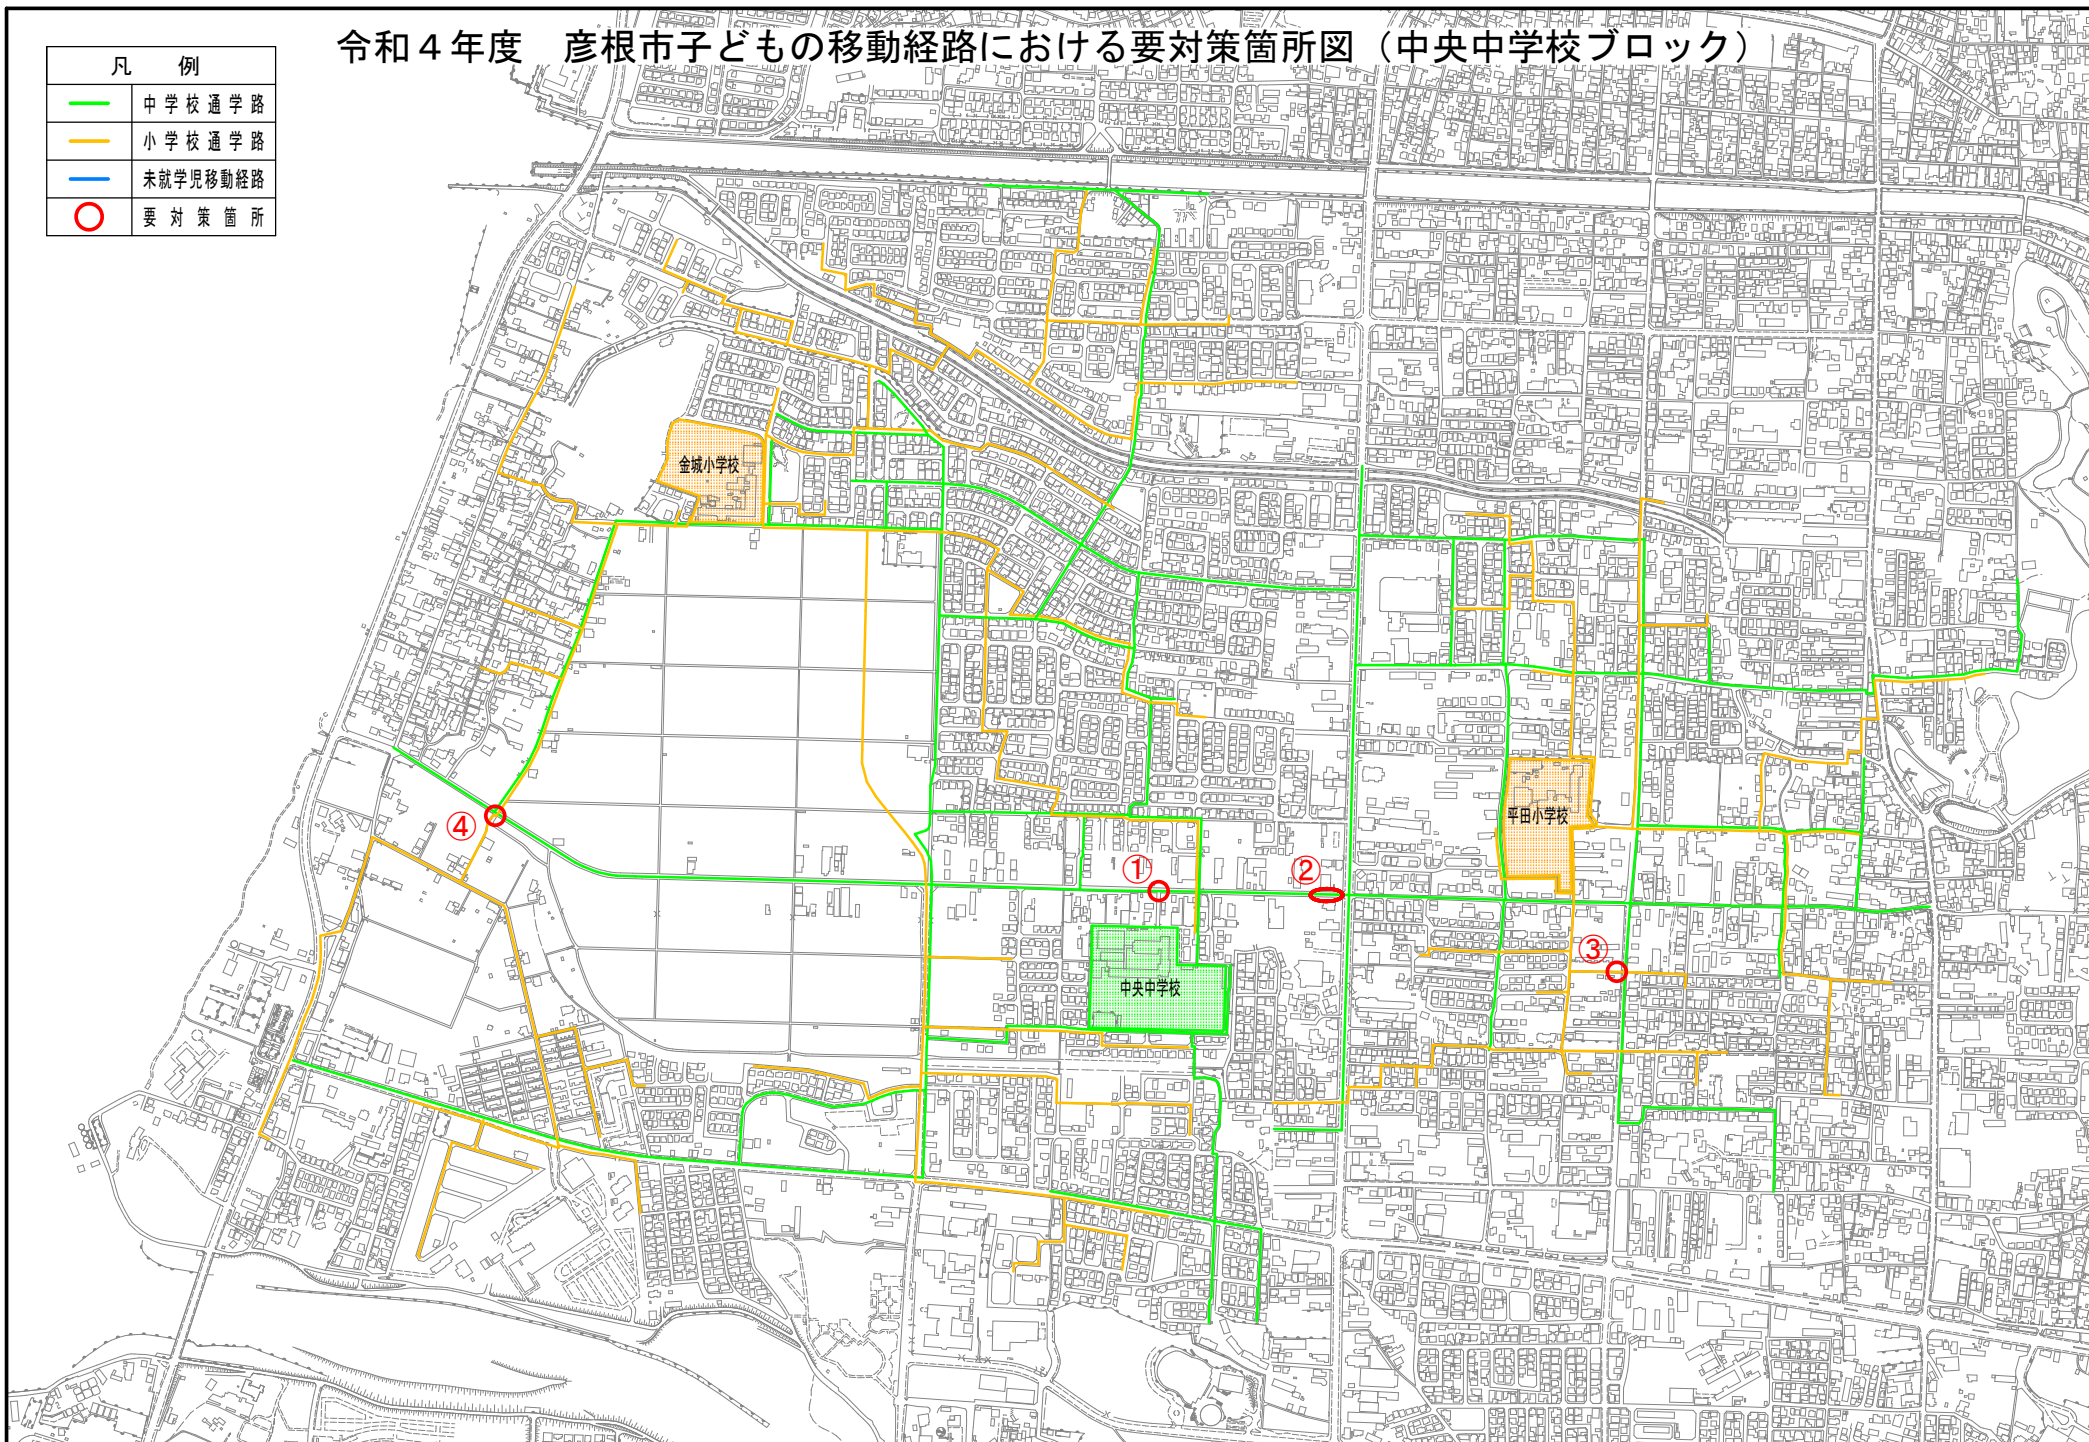 令和４年度　彦根市子どもの移動経路における要対策箇所図（中央中学校ブロック）
凡　例
中学校通学路
小学校通学路
未就学児移動経路
要対策箇所
金城小学校
平田小学校
④
①
②
③
中央中学校